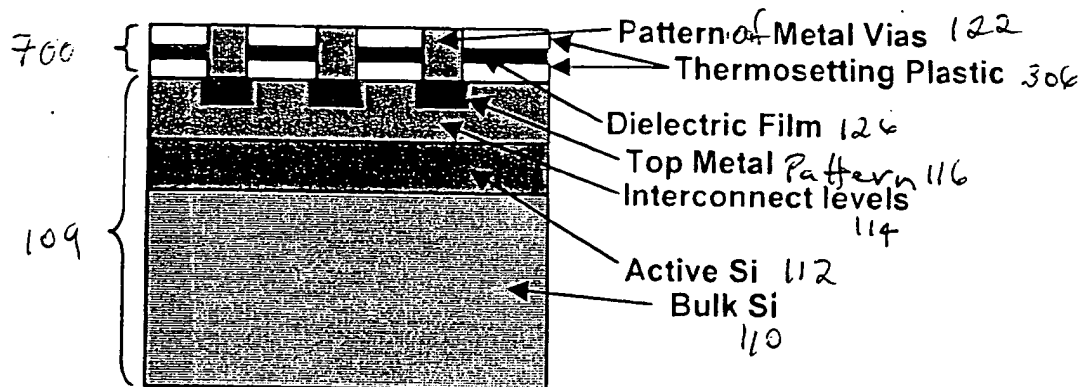 700
Pattern of Metal Vias 122
Thermosetting Plastic 306
Dielectric Film 126
Top Metal Pattern 116
Interconnect levels
114
109
Active Si 112
Bulk Si
110